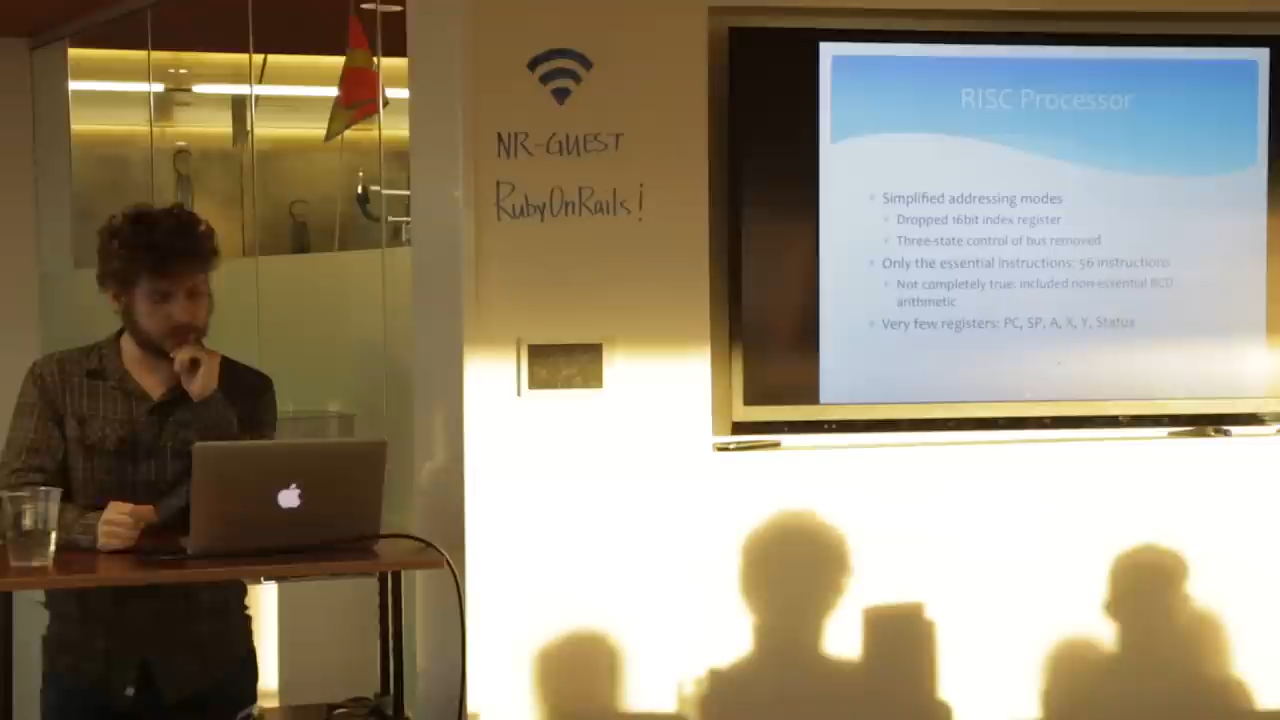 NR-GUEST
RubyOnRails!
RISC Processor
Simplified addressing modes
Dropped 16bit index register
Three-state control of bus removed
Only the essential instructions: 56 instructions
Not completely true: included non-essential BCD
arithmetic
Very few registers: PC, SP, A, X, Y, Status